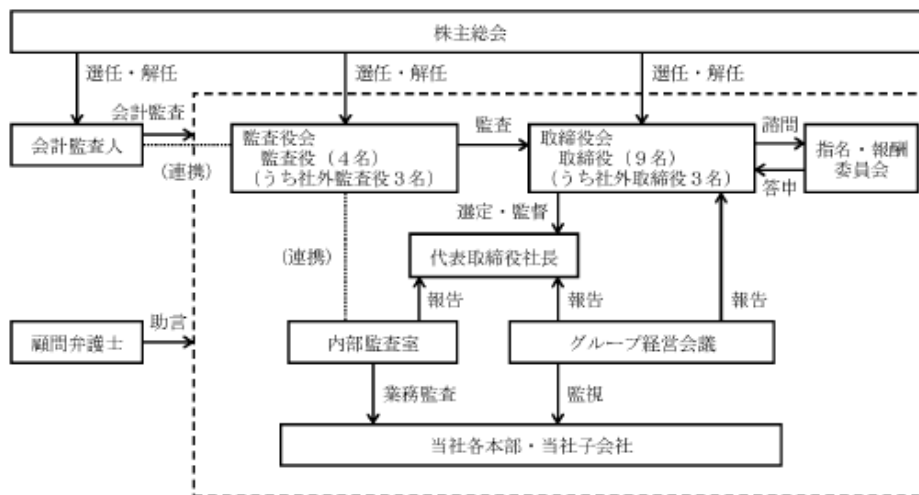 株主総会
選任・解任
選任・解任
選任・解任
会計監査
会計監査人
(連携)
監査役会
監査役（4名）
(うち社外監査役3名)
監査
取締役会
取締役（9名）
(うち社外取締役3名)
諮問
答申
指名・報酬
委員会
選定・監督
(連携)
代表取締役社長
報告
報告
報告
助言
顧問弁護士
内部監査室
グループ経営会議
業務監査
監視
当社各本部・当社子会社